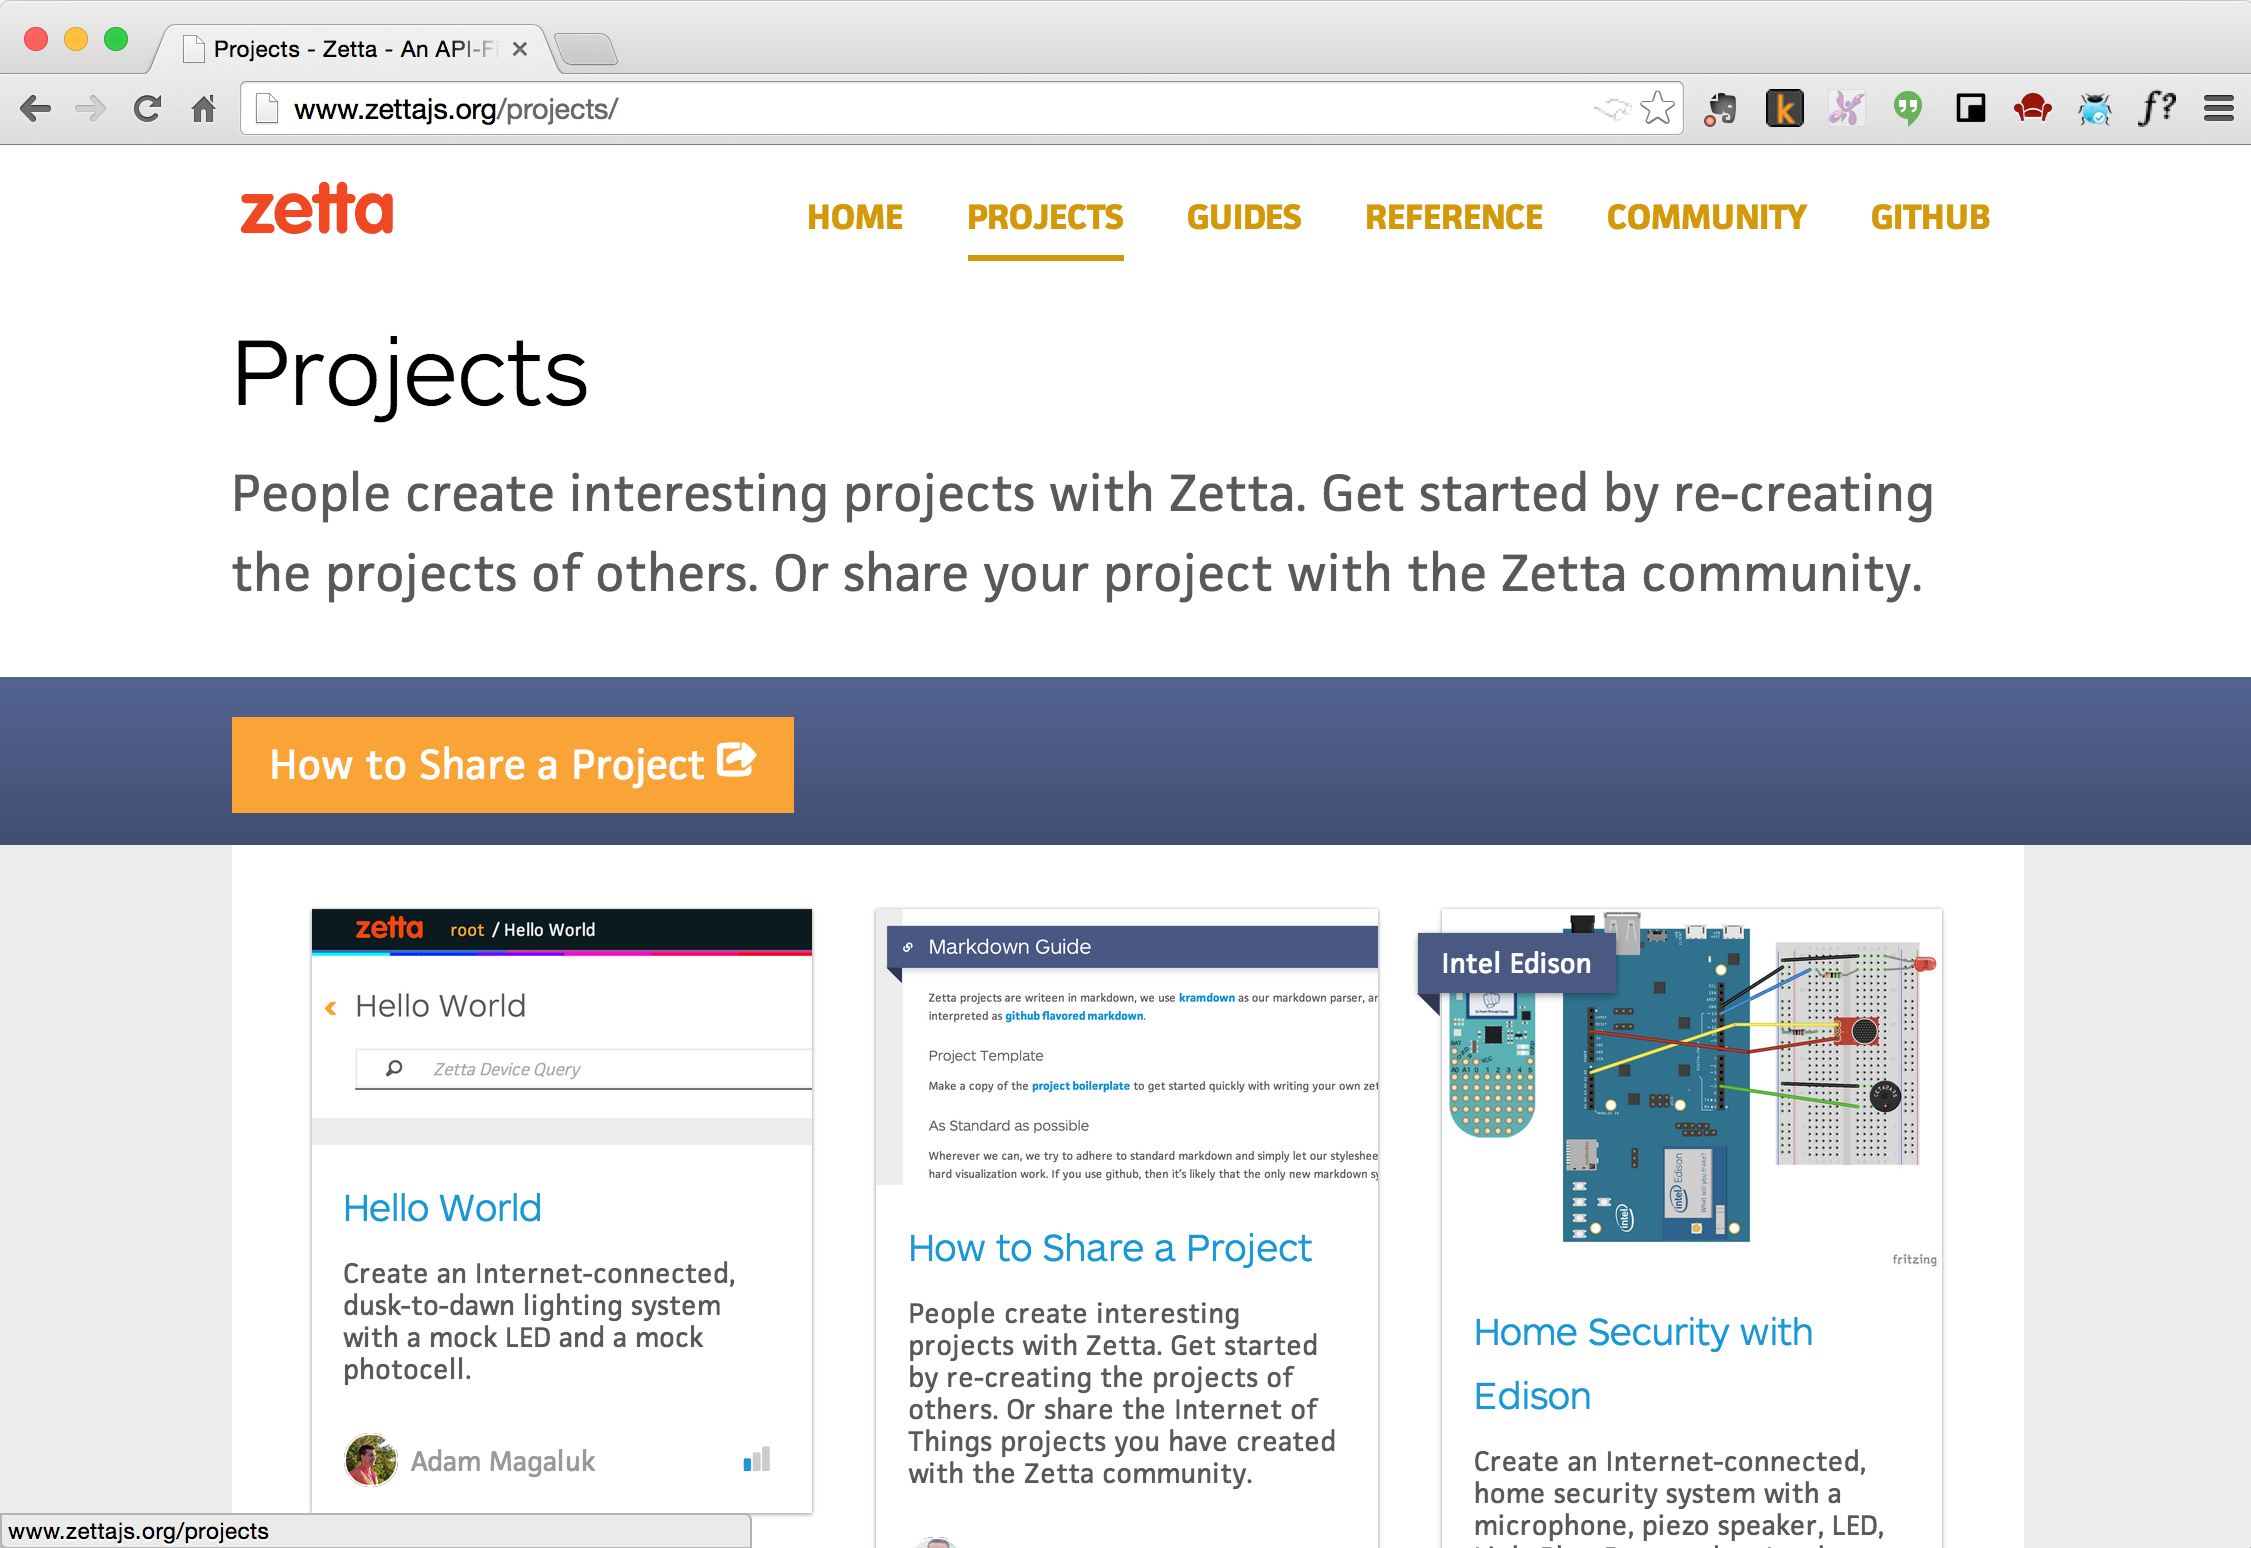 Projects - Zetta - An API-Fi
www.zettajs.org/projects/
zetta
HOME PROJECTS GUIDES REFERENCE COMMUNITY GITHUB
Projects
People create interesting projects with Zetta. Get started by re-creating
the projects of others. Or share your project with the Zetta community.
How to Share a Project
zetta root / Hello World
Hello World
Zetta Device Query
Hello World
Create an Internet-connected,
dusk-to-dawn lighting system
with a mock LED and a mock
photocell.
Adam Magaluk
Markdown Guide
Zetta projects are writeen in markdown, we use kramdown as our markdown parser, ar
interpreted as github flavored markdown.
Project Template
Make a copy of the project boilerplate to get started quickly with writing your own zet
As Standard as possible
Wherever we can, we try to adhere to standard markdown and simply let our styleshee
hard visualization work. If you use github, then it's likely that the only new markdown sy
How to Share a Project
People create interesting
projects with Zetta. Get started
by re-creating the projects of
others. Or share the Internet of
Things projects you have created
with the Zetta community.
Intel Edison
intel Edison
What will you make?
intel
fritzing
Home Security with
Edison
Create an Internet-connected,
home security system with a
microphone, piezo speaker, LED,
www.zettajs.org/projects